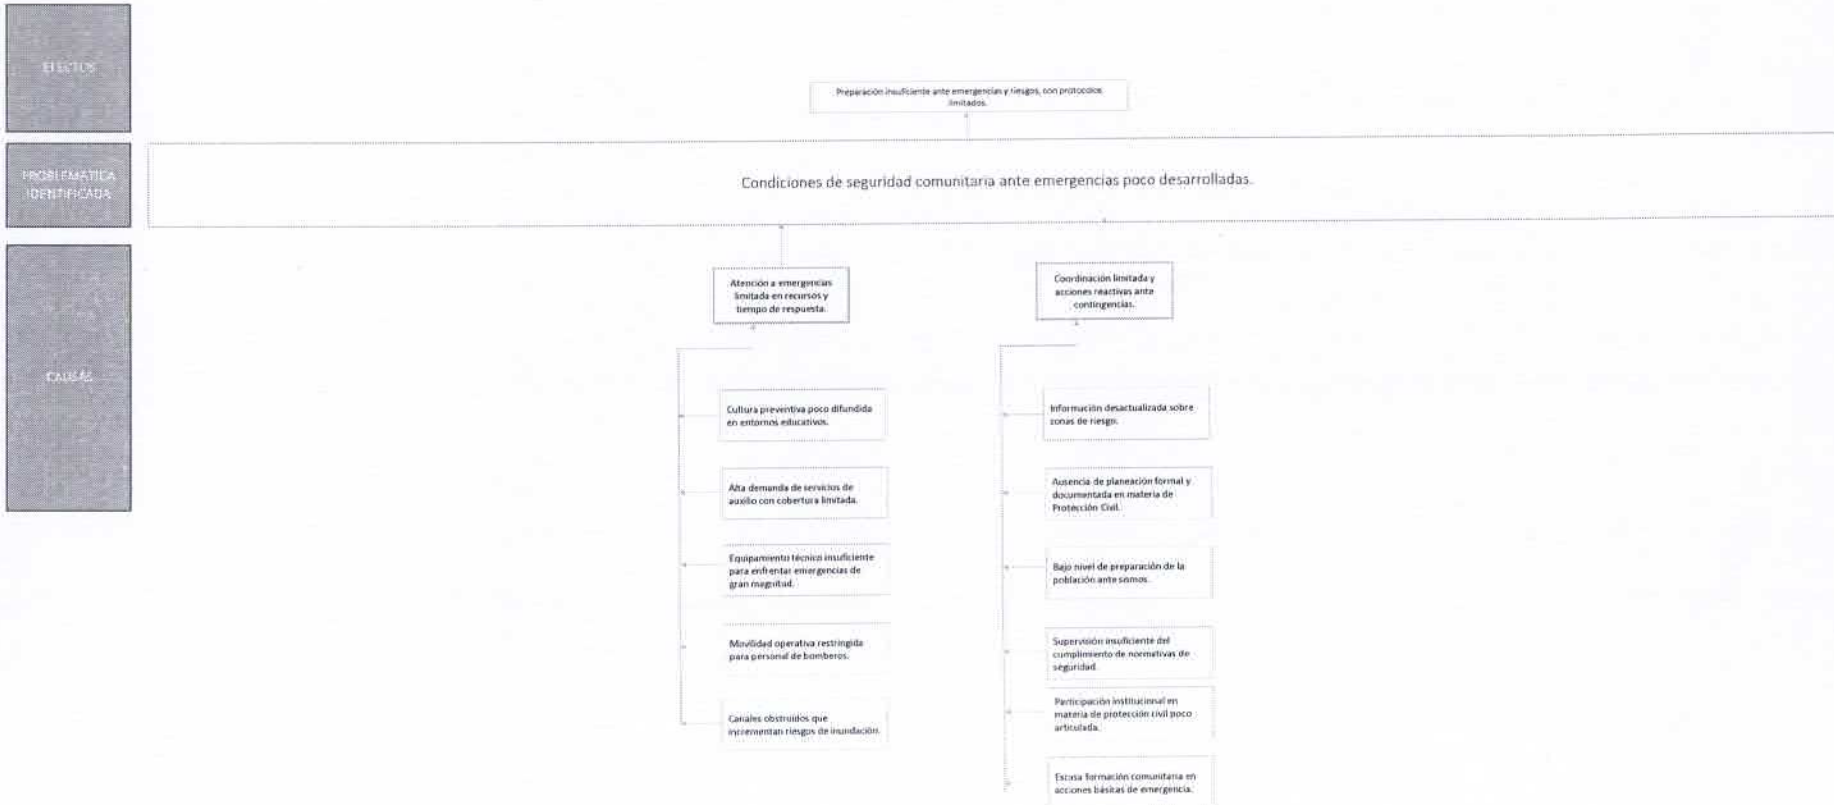 EFECTOS
Preparación insuficiente ante emergencias y riesgos, con protocolos
limitados.
PROBLEMÁTICA
IDENTIFICADA
Condiciones de seguridad comunitaria ante emergencias poco desarrolladas.
CAUSAS
Atención a emergencias
limitada en recursos y
tiempo de respuesta.
Cultura preventiva poco difundida
en entornos educativos.
Alta demanda de servicios de
auxilio con cobertura limitada.
Equipamiento técnico insuficiente
para enfrentar emergencias de
gran magnitud.
Movilidad operativa restringida
para personal de bomberos.
Canales obstruidos que
incrementan riesgos de inundación.
Coordinación limitada y
acciones reactivas ante
contingencias.
Información desactualizada sobre
zonas de riesgo.
Ausencia de planeación formal y
documentada en materia de
Protección Civil.
Bajo nivel de preparación de la
población ante sismos.
Supervisión insuficiente del
cumplimiento de normativas de
seguridad.
Participación institucional en
materia de protección civil poco
articulada.
Escasa formación comunitaria en
acciones básicas de emergencia.